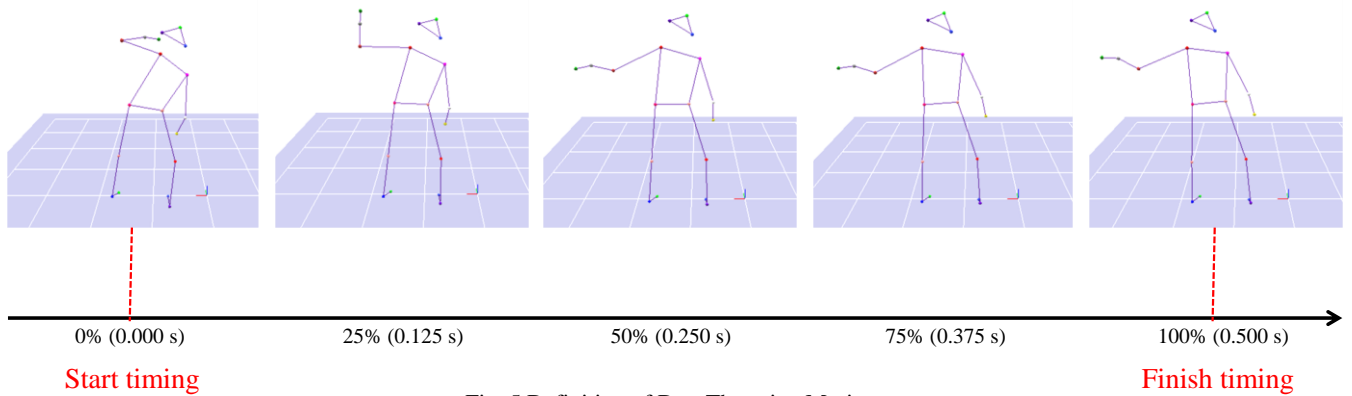 0% (0.000 s)
25% (0.125 s)
50% (0.250 s)
75% (0.375 s)
100% (0.500 s)
Start timing
Finish timing